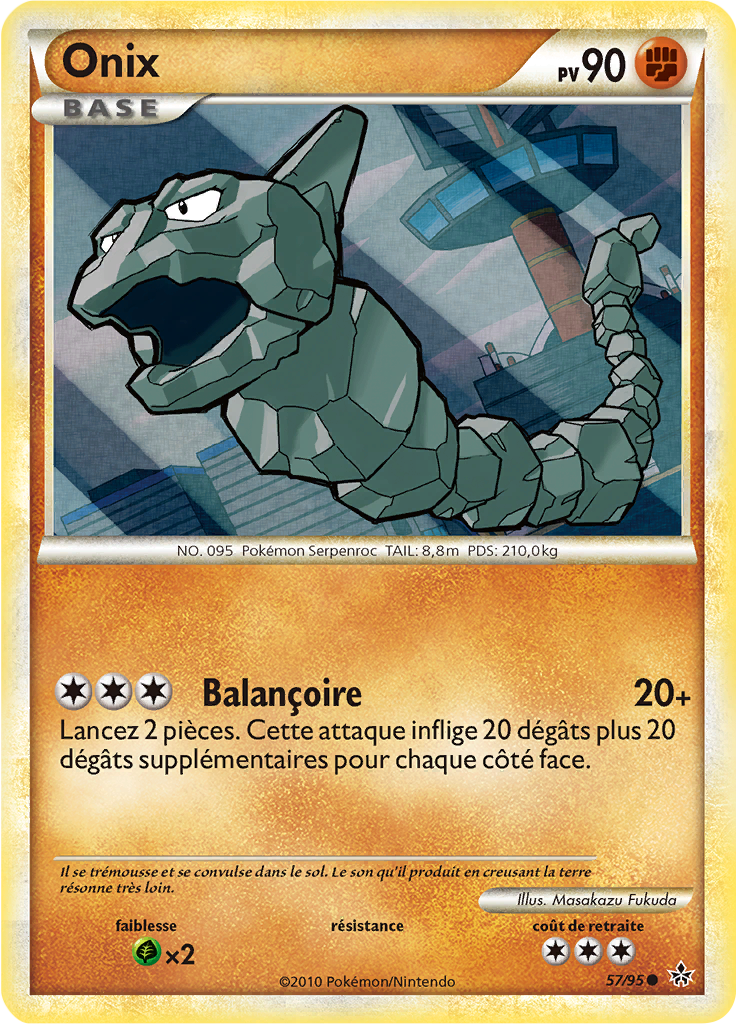 Onix
PV 90
BASE
NO. 095 Pokémon Serpenroc TAIL: 8,8m PDS: 210,0kg
Balançoire 20+
Lancez 2 pièces. Cette attaque inflige 20 dégâts plus 20
dégâts supplémentaires pour chaque côté face.
Il se trémousse et se convulse dans le sol. Le son qu'il produit en creusant la terre
résonne très loin.
Illus. Masakazu Fukuda
faiblesse résistance coût de retraite
×2
©2010 Pokémon/Nintendo
57/95